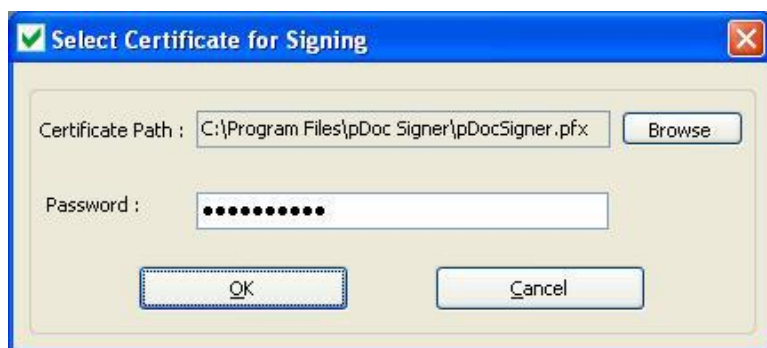 Select Certificate for Signing
Certificate Path : C:\Program Files\pDoc Signer\pDocSigner.pfx Browse
Password : ••••••••••
OK Cancel